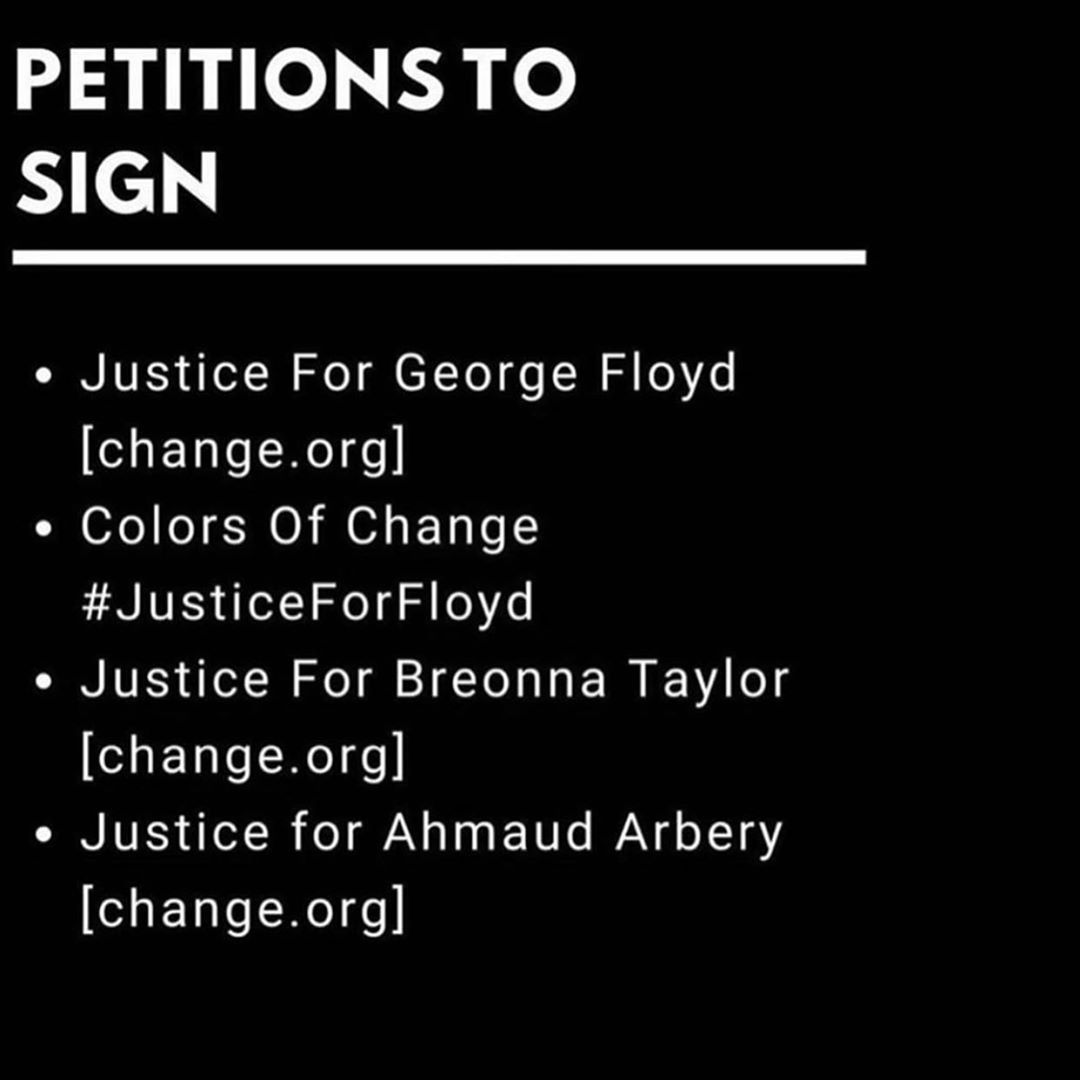 PETITIONS TO
SIGN
• Justice For George Floyd
[change.org]
• Colors Of Change
#JusticeForFloyd
• Justice For Breonna Taylor
[change.org]
• Justice for Ahmaud Arbery
[change.org]